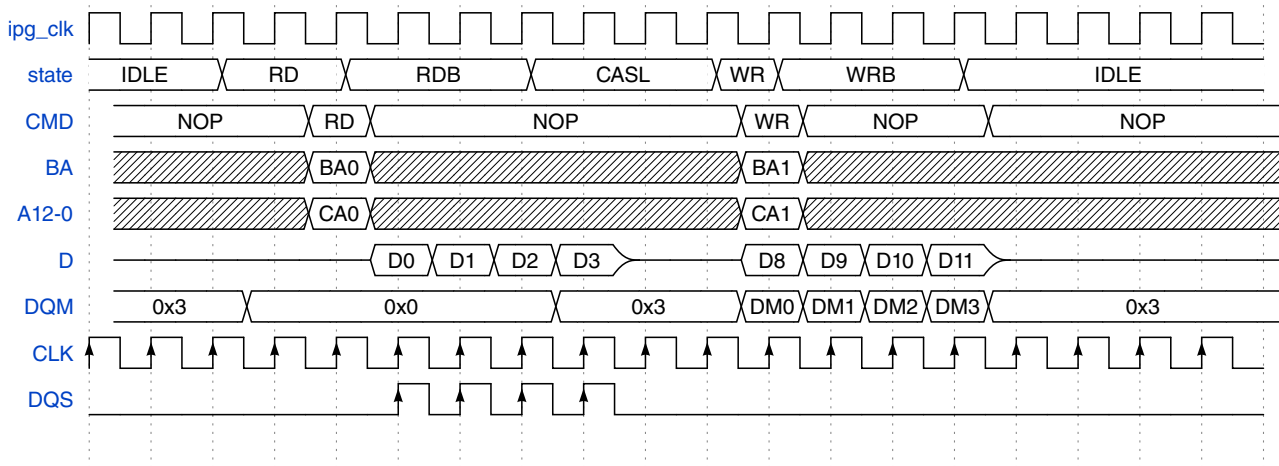 ipg_clk
state IDLE RD RDB CASL WR WRB IDLE
CMD NOP RD NOP WR NOP NOP
BA BA0 BA1
A12-0 CA0 CA1
D D0 D1 D2 D3 D8 D9 D10 D11
DQM 0x3 0x0 0x3 DM0 DM1 DM2 DM3 0x3
CLK
DQS